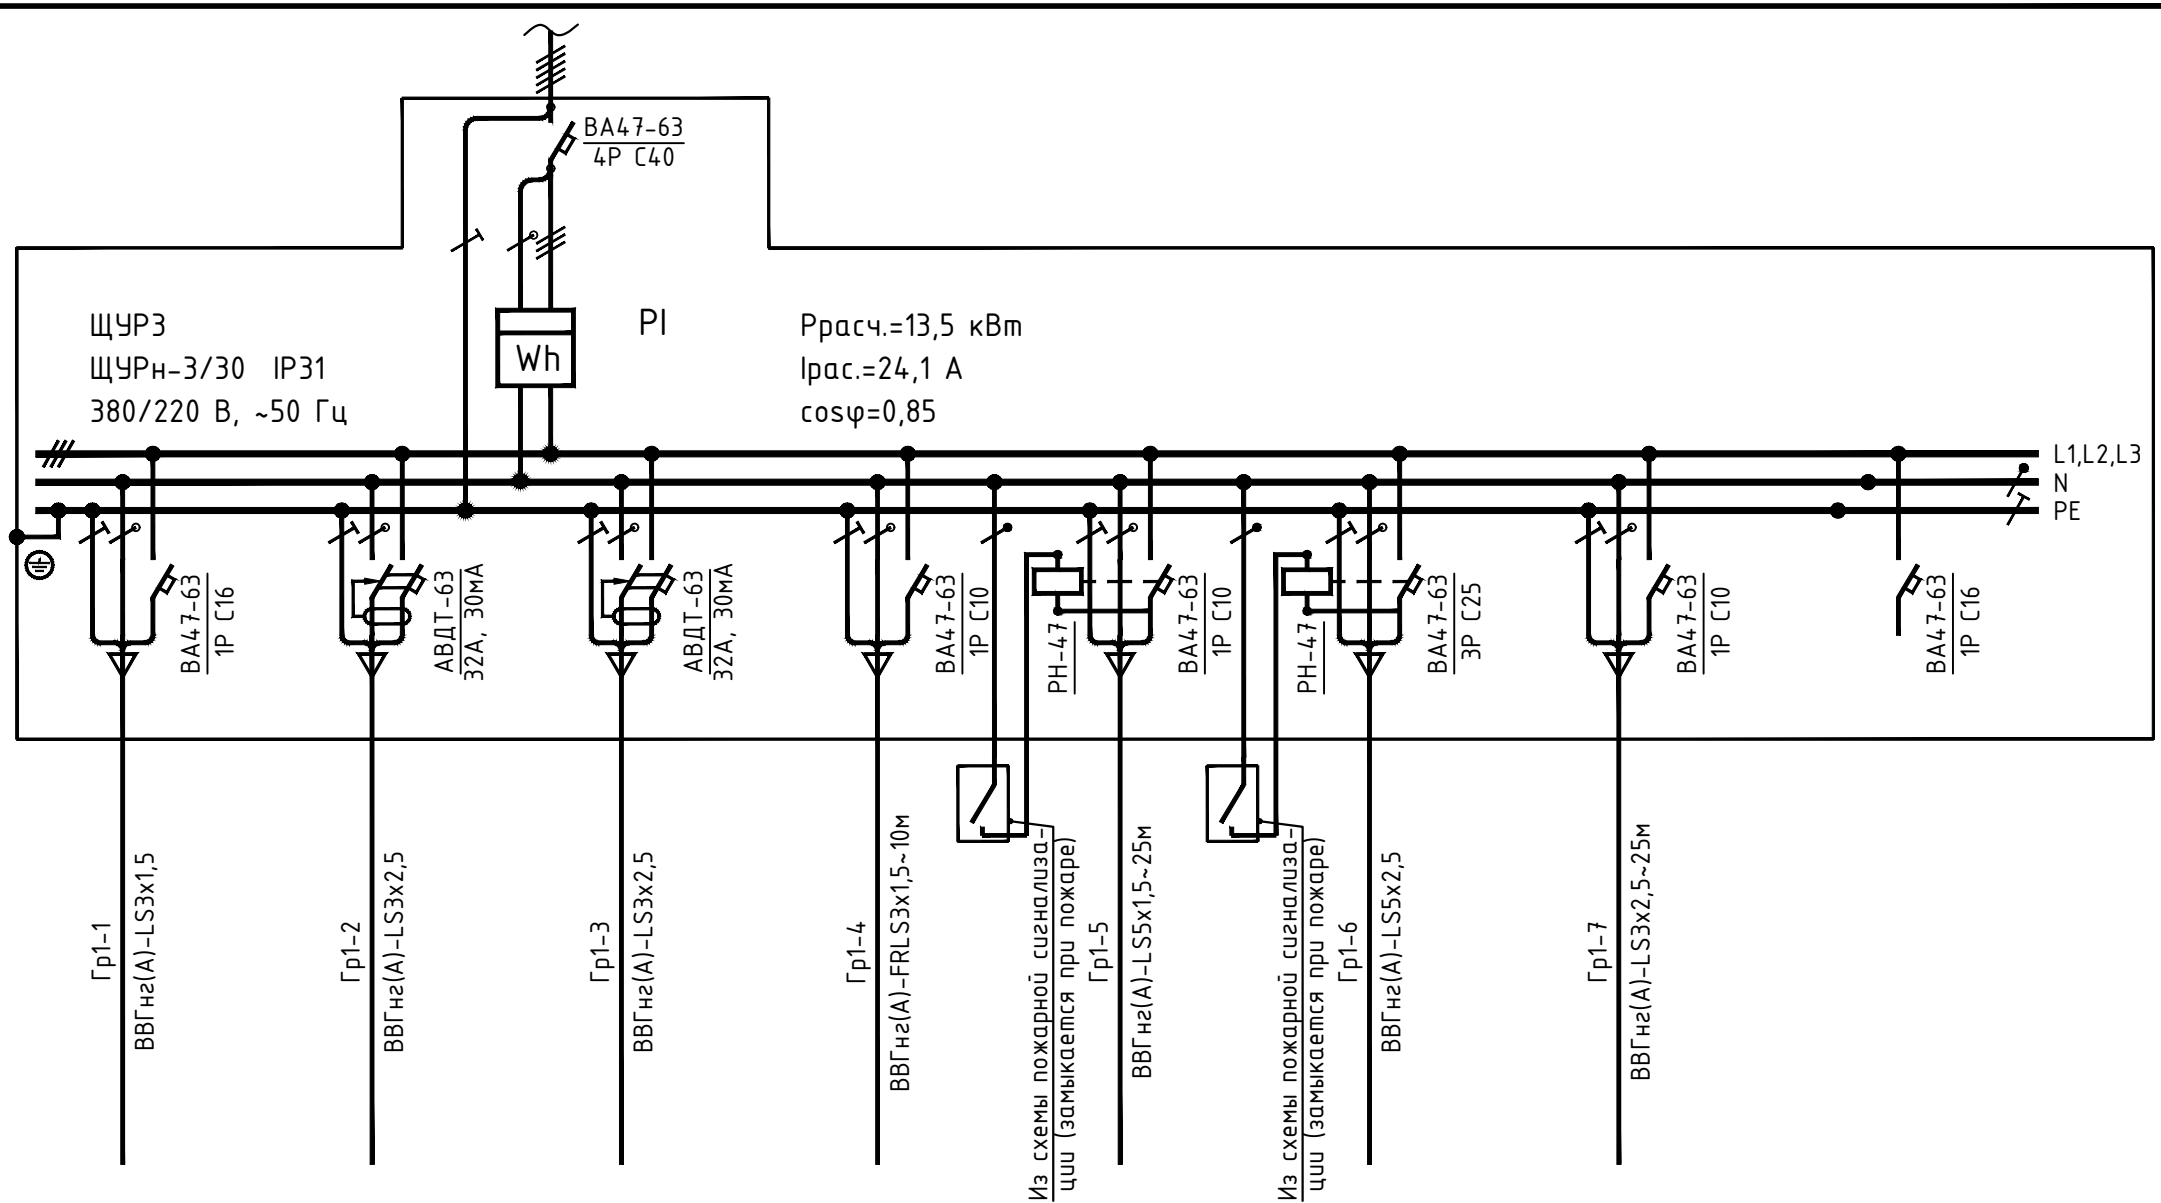 ВА47-63
4Р С40
ЩУР3
ЩУРн-3/30 IP31
380/220 В, ~50 Гц
Wh
PI
Pрасч.=13,5 кВт
Iрас.=24,1 А
cosφ=0,85
L1,L2,L3
N
PE
ВА47-63
1Р С16
АВДТ-63
32А, 30мА
АВДТ-63
32А, 30мА
ВА47-63
1Р С10
РН-47
ВА47-63
1Р С10
РН-47
ВА47-63
3Р С25
ВА47-63
1Р С10
ВА47-63
1Р С16
Гр1-1
ВВГнг(А)-LS3х1,5
Гр1-2
ВВГнг(А)-LS3х2,5
Гр1-3
ВВГнг(А)-LS3х2,5
Гр1-4
ВВГнг(А)-FRLS3х1,5~10м
Из схемы пожарной сигнализа-
ции (замыкается при пожаре)
Гр1-5
ВВГнг(А)-LS5х1,5~25м
Из схемы пожарной сигнализа-
ции (замыкается при пожаре)
Гр1-6
ВВГнг(А)-LS5х2,5
Гр1-7
ВВГнг(А)-LS3х2,5~25м